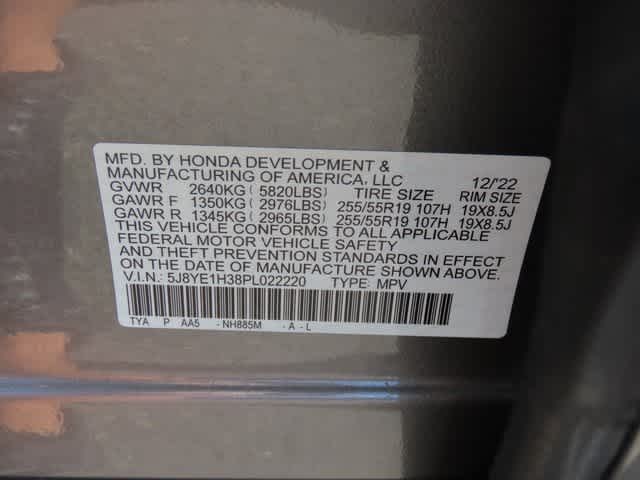 MFD. BY HONDA DEVELOPMENT &
MANUFACTURING OF AMERICA, LLC 12/'22
GVWR 2640KG (5820LBS) TIRE SIZE RIM SIZE
GAWR F 1350KG (2976LBS) 255/55R19 107H 19X8.5J
GAWR R 1345KG (2965LBS) 255/55R19 107H 19X8.5J
THIS VEHICLE CONFORMS TO ALL APPLICABLE
FEDERAL MOTOR VEHICLE SAFETY
AND THEFT PREVENTION STANDARDS IN EFFECT
ON THE DATE OF MANUFACTURE SHOWN ABOVE.
V.I.N.: 5J8YE1H38PL022220 TYPE: MPV
TYA P AA5 - NH885M - A - L